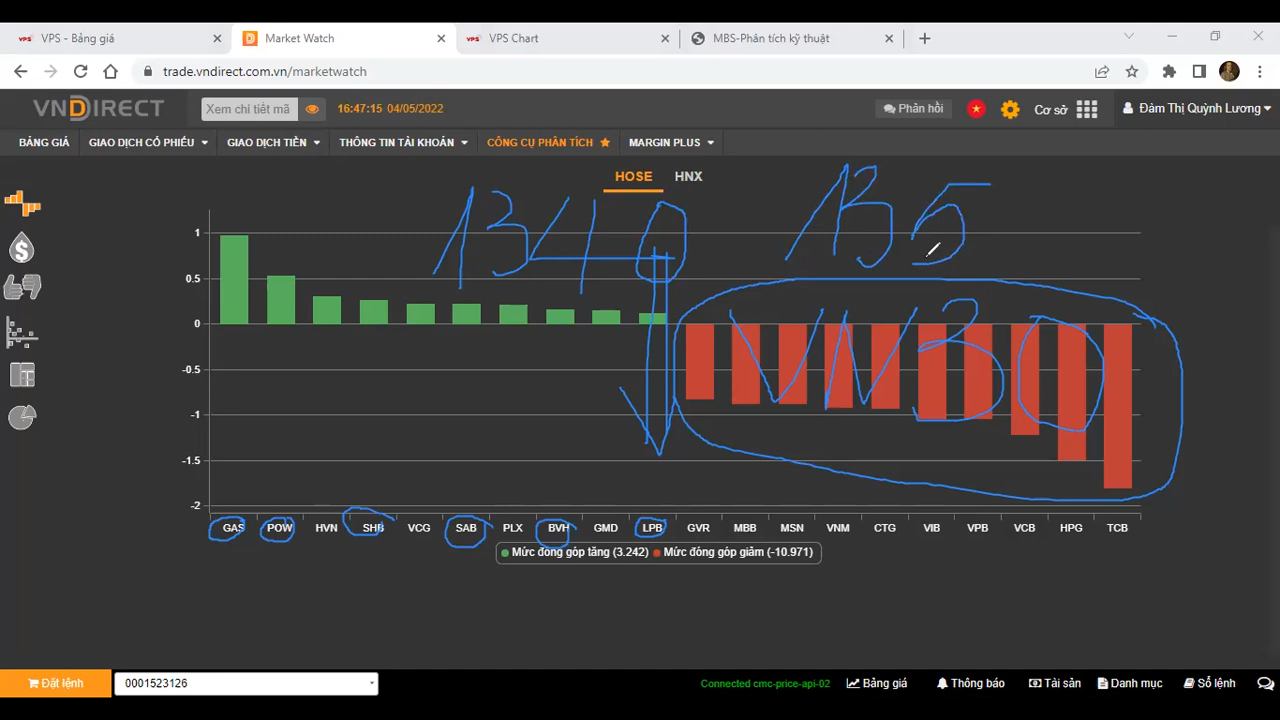 VPS - Bảng giá
Market Watch
VPS Chart
MBS-Phân tích kỹ thuật
trade.vndirect.com.vn/marketwatch
VNDIRECT
Xem chi tiết mã
16:47:15 04/05/2022
Phản hồi
Cơ sở
Đàm Thị Quỳnh Lương
BẢNG GIÁ
GIAO DỊCH CỔ PHIẾU
GIAO DỊCH TIỀN
THÔNG TIN TÀI KHOẢN
CÔNG CỤ PHÂN TÍCH
MARGIN PLUS
HOSE
HNX
1340
135
1
0.5
0
-0.5
-1
-1.5
-2
VN30
GAS POW HVN SHB VCG SAB PLX BVH GMD LPB GVR MBB MSN VNM CTG VIB VPB VCB HPG TCB
Mức đóng góp tăng (3.242) Mức đóng góp giảm (-10.971)
Đặt lệnh
0001523126
Connected cmc-price-api-02
Bảng giá
Thông báo
Tài sản
Danh mục
Sổ lệnh